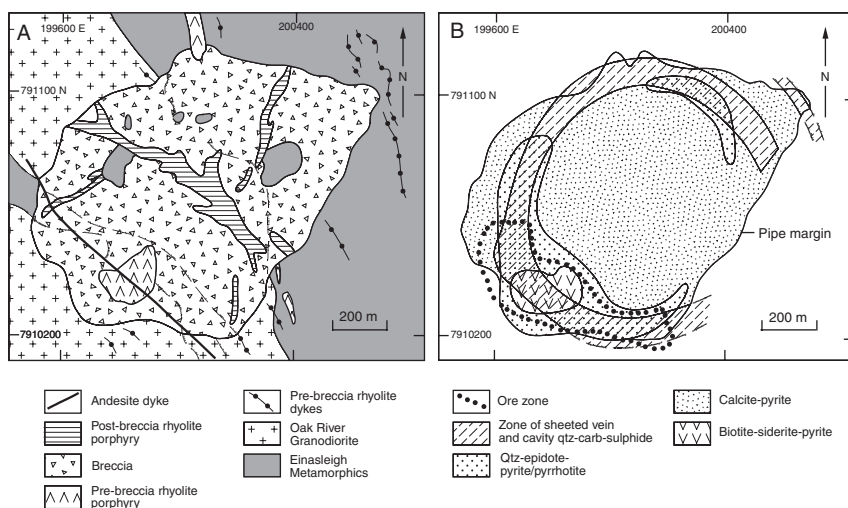 A
199600 E
200400
N
791100 N
200 m
7910200
B
199600 E
200400
N
791100 N
Pipe margin
200 m
7910200
Andesite dyke
Post-breccia rhyolite
porphyry
Breccia
Pre-breccia rhyolite
porphyry
Pre-breccia rhyolite
dykes
Oak River
Granodiorite
Einasleigh
Metamorphics
Ore zone
Zone of sheeted vein
and cavity qtz-carb-sulphide
Qtz-epidote-
pyrite/pyrrhotite
Calcite-pyrite
Biotite-siderite-pyrite